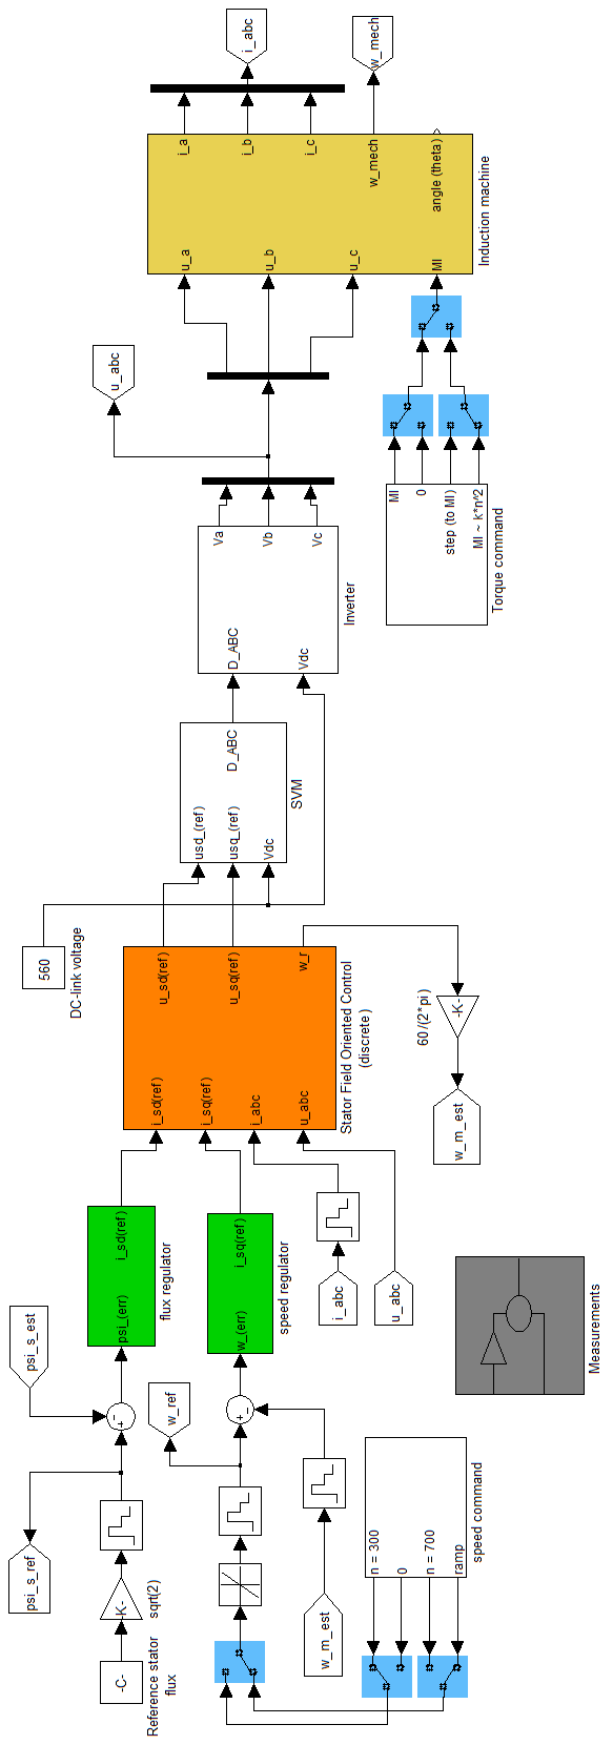 psi_s_ref
psi_s_est
-C-
Reference stator
flux
-K-
sqrt(2)
+
-
psi_(err)
i_sd(ref)
flux regulator
w_ref
+
-
w_(err)
i_sq(ref)
speed regulator
w_m_est
n = 300
0
n = 700
ramp
speed command
i_abc
u_abc
Measurements
i_sd(ref)
i_sq(ref)
i_abc
u_abc
u_sd(ref)
u_sq(ref)
w_r
Stator Field Oriented Control
(discrete)
560
DC-link voltage
-K-
60/(2*pi)
w_m_est
usd_(ref)
usq_(ref)
Vdc
D_ABC
SVM
D_ABC
Vdc
Va
Vb
Vc
Inverter
u_abc
Ml
0
step (to Ml)
Ml ~ k*n^2
Torque command
u_a
u_b
u_c
Ml
i_a
i_b
i_c
w_mech
angle (theta)
Induction machine
i_abc
w_mech